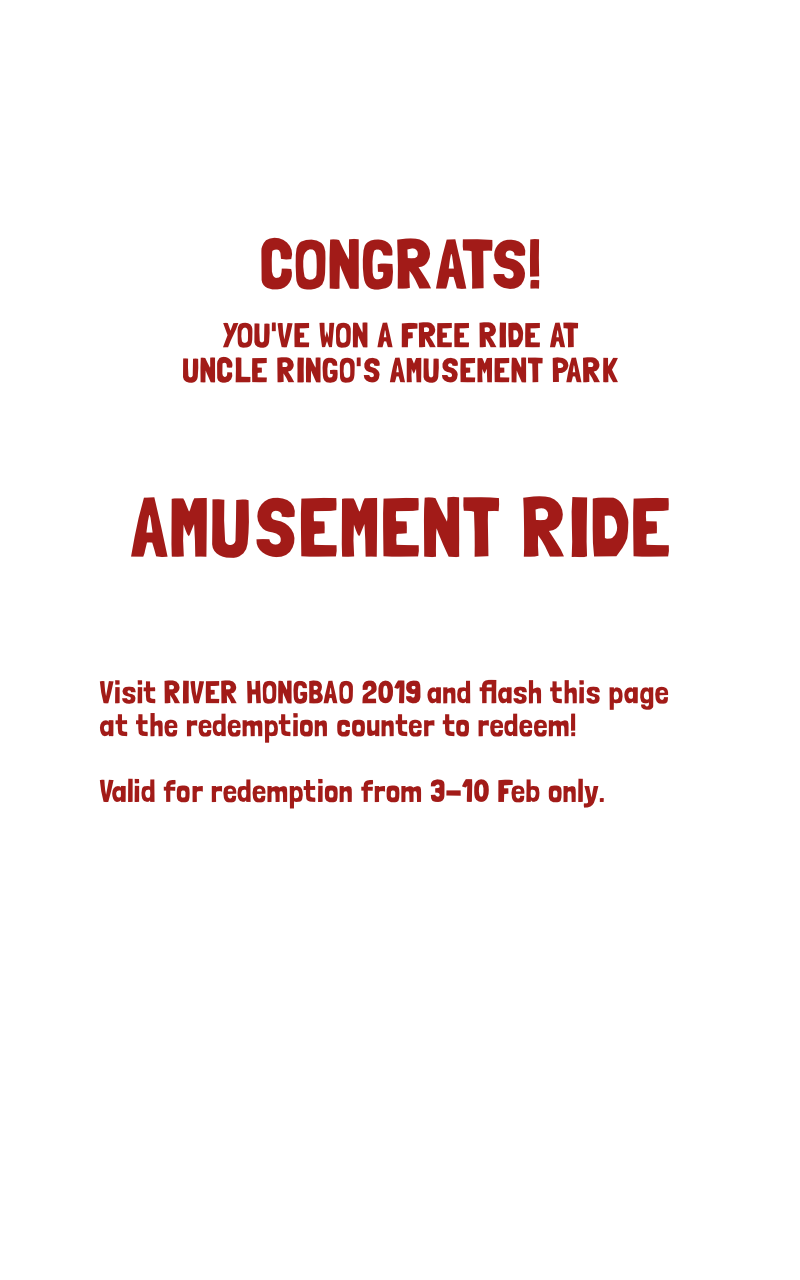 CONGRATS!
YOU'VE WON A FREE RIDE AT
UNCLE RINGO'S AMUSEMENT PARK
AMUSEMENT RIDE
Visit RIVER HONGBAO 2019 and flash this page
at the redemption counter to redeem!
Valid for redemption from 3–10 Feb only.